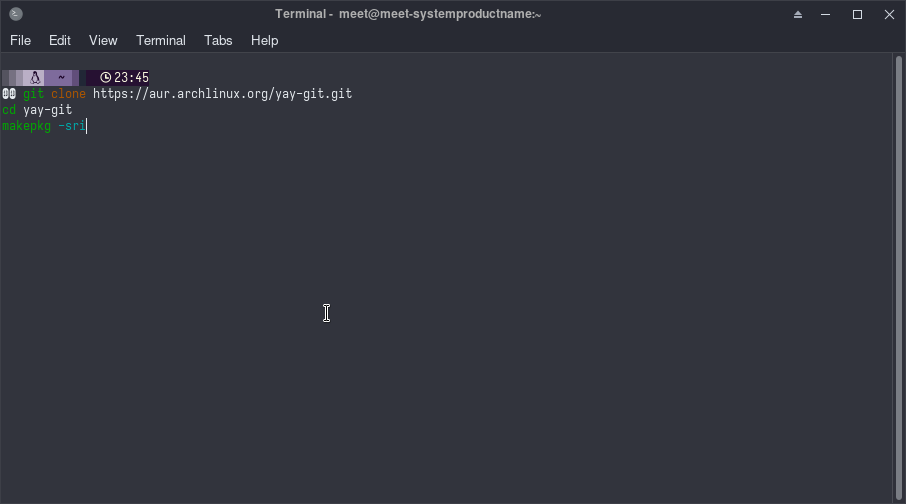 Terminal - meet@meet-systemproductname:~
File Edit View Terminal Tabs Help
~ 23:45
git clone https://aur.archlinux.org/yay-git.git
cd yay-git
makepkg -sri